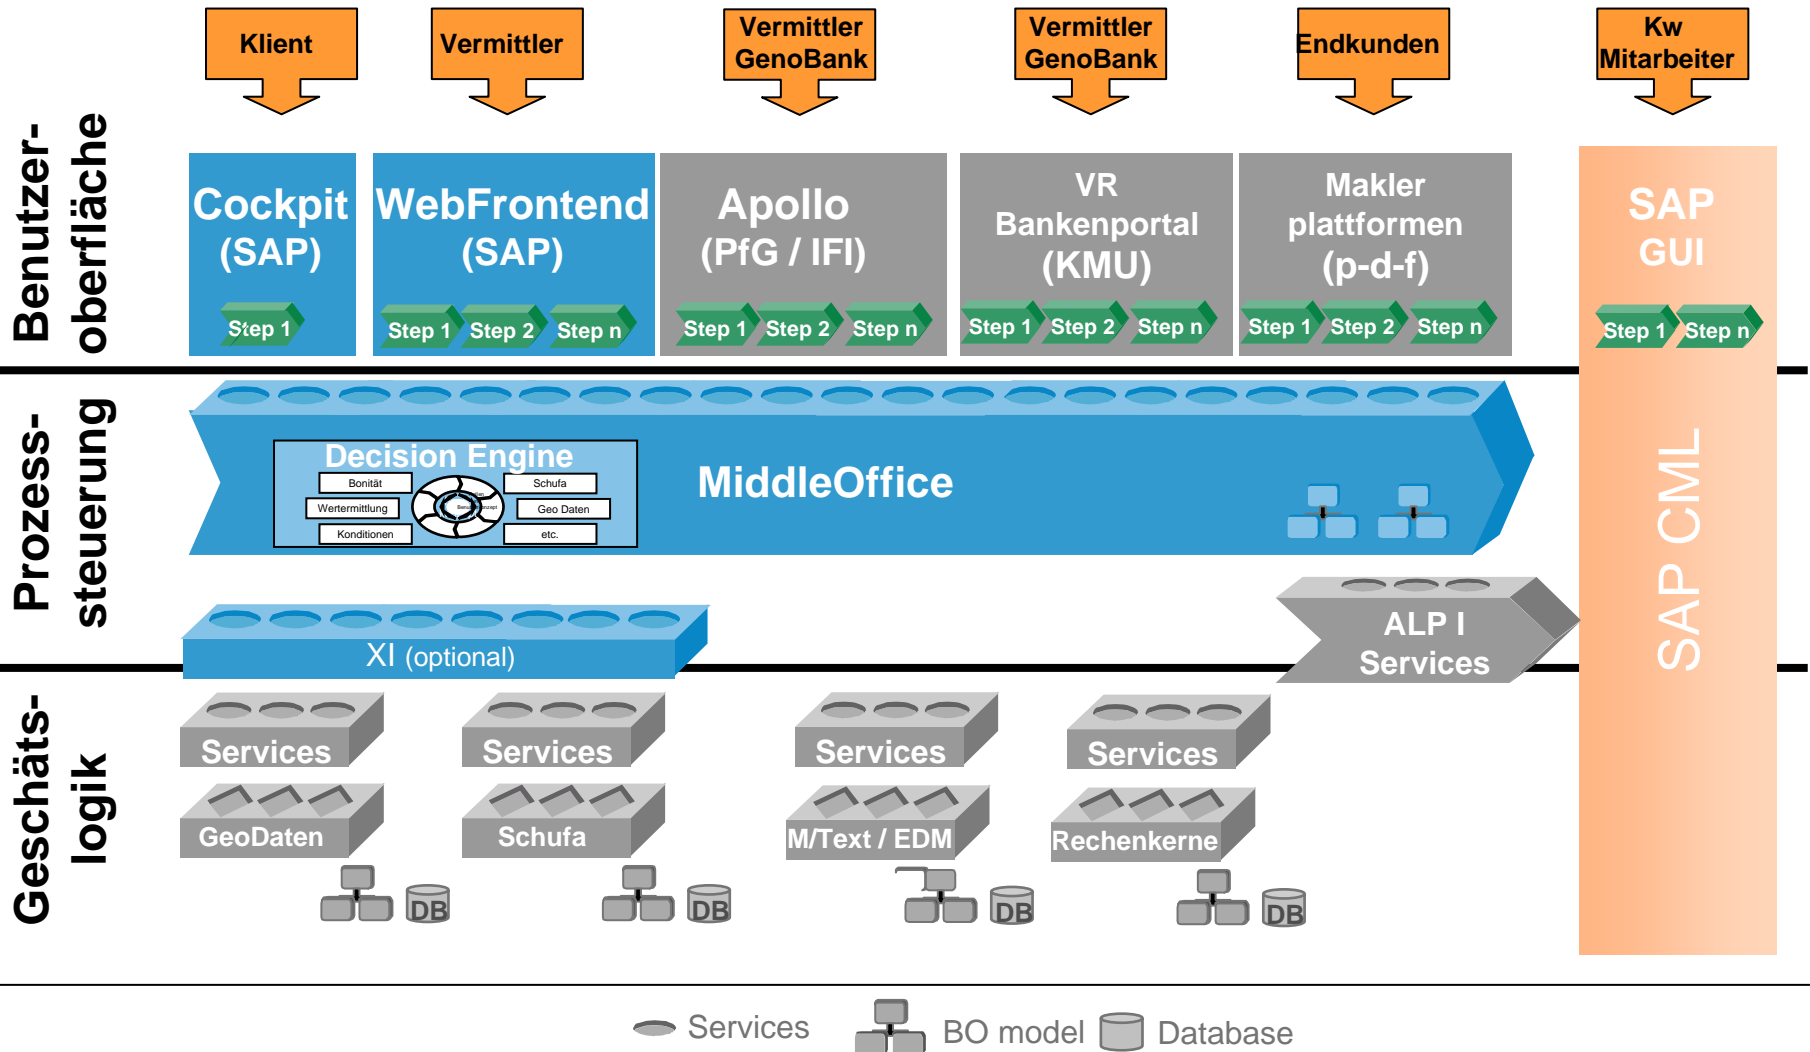 Klient
Vermittler
Vermittler
GenoBank
Vermittler
GenoBank
Endkunden
Kw
Mitarbeiter
Benutzer-
oberfläche
Cockpit
(SAP)
Step 1
WebFrontend
(SAP)
Step 1
Step 2
Step n
Apollo
(PfG / IFI)
Step 1
Step 2
Step n
VR
Bankenportal
(KMU)
Step 1
Step 2
Step n
Makler
plattformen
(p-d-f)
Step 1
Step 2
Step n
SAP
GUI
Step 1
Step n
Prozess-
steuerung
Decision Engine
Bonität
Wertermittlung
Konditionen
Schufa
Geo Daten
etc.
MiddleOffice
SAP CML
XI (optional)
ALP I
Services
Geschäts-
logik
Services
GeoDaten
DB
Services
Schufa
DB
Services
M/Text / EDM
DB
Services
Rechenkerne
DB
Services
BO model
Database